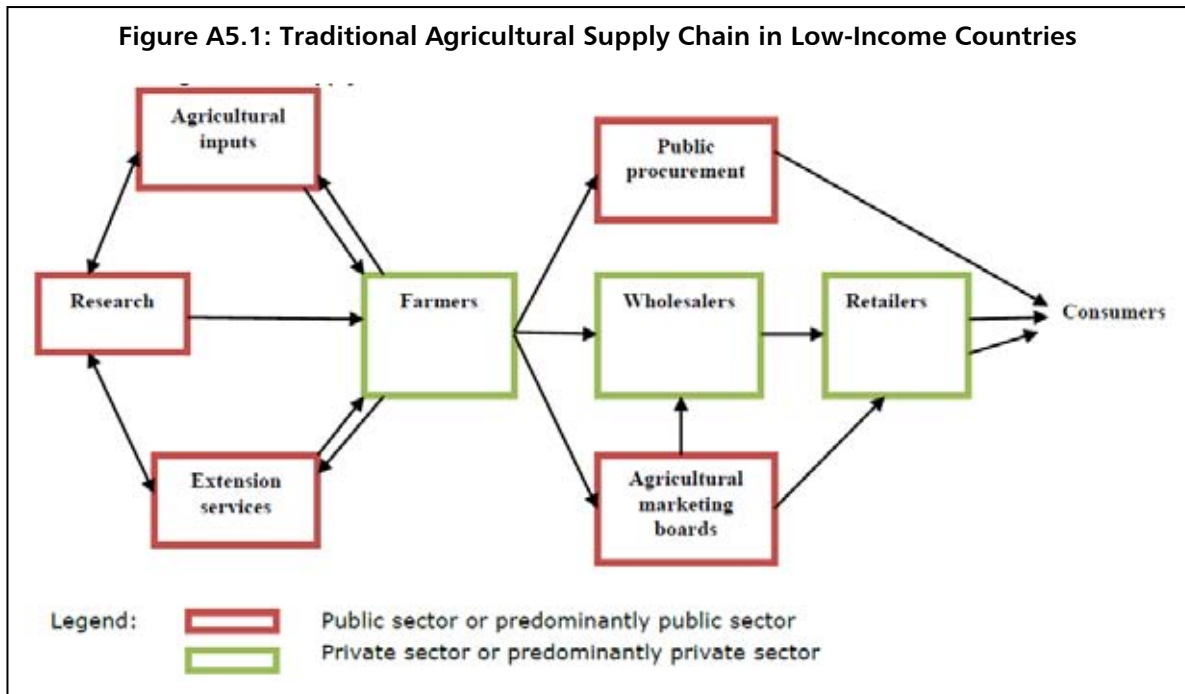 Figure A5.1: Traditional Agricultural Supply Chain in Low-Income Countries
Agricultural
inputs
Public
procurement
Research
Farmers
Wholesalers
Retailers
Consumers
Extension
services
Agricultural
marketing
boards
Legend:
Public sector or predominantly public sector
Private sector or predominantly private sector